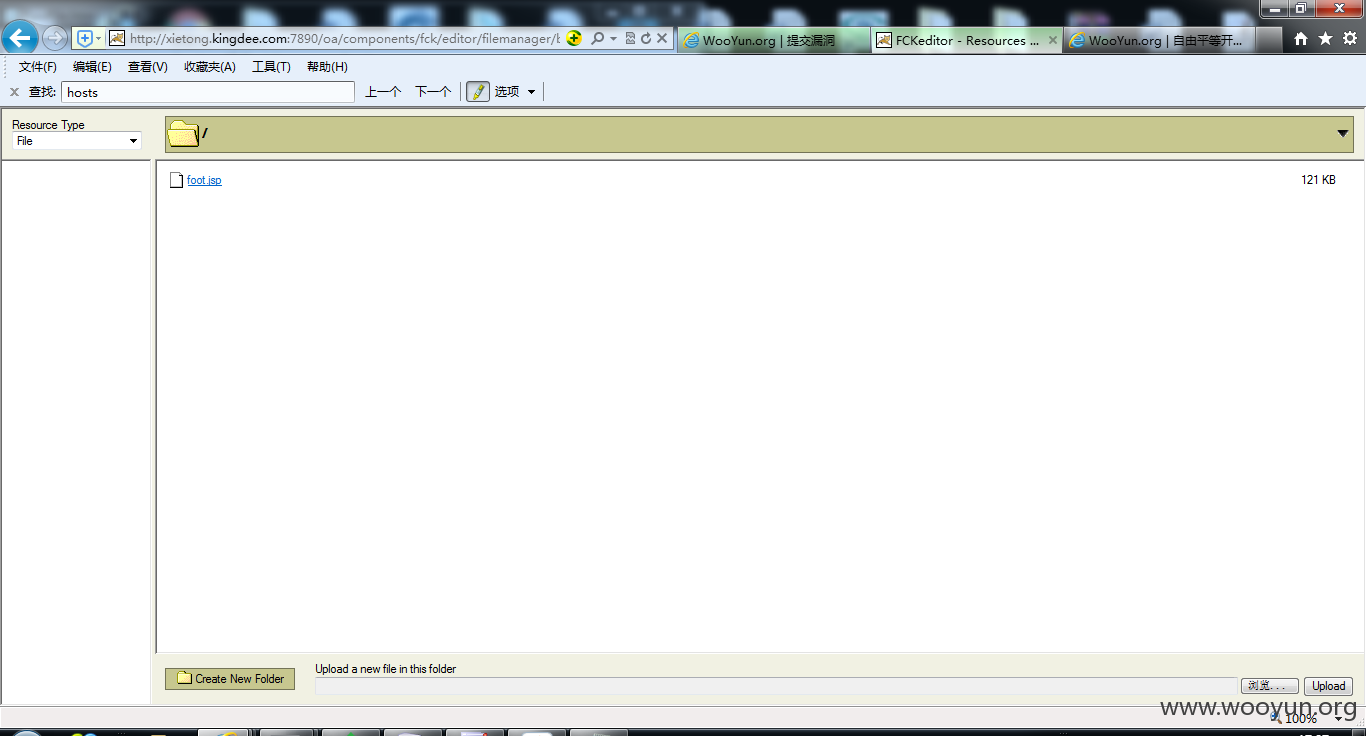 http://xietong.kingdee.com:7890/oa/components/fck/editor/filemanager/b
WooYun.org | 提交漏洞
FCKeditor - Resources ...
WooYun.org | 自由平等开...
文件(F) 编辑(E) 查看(V) 收藏夹(A) 工具(T) 帮助(H)
查找: hosts 上一个 下一个 选项
Resource Type
File
/
foot.jsp 121 KB
Create New Folder
Upload a new file in this folder
浏览... Upload
www.wooyun.org
100%